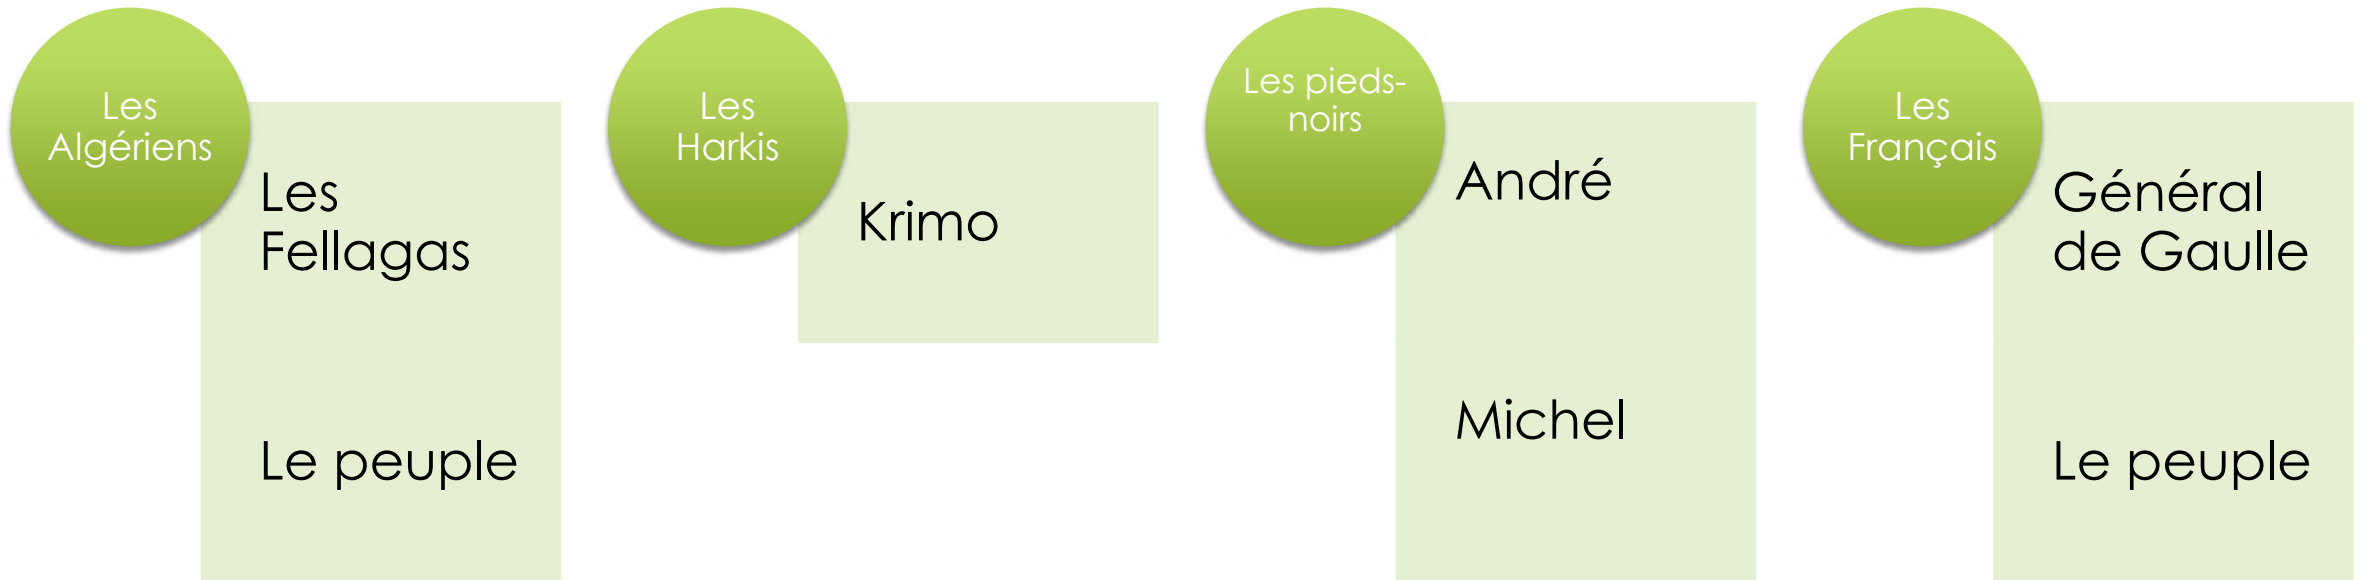 Les
Algériens
Les
Fellagas
Le peuple
Les
Harkis
Krimo
Les pieds-
noirs
André
Michel
Les
Français
Général
de Gaulle
Le peuple